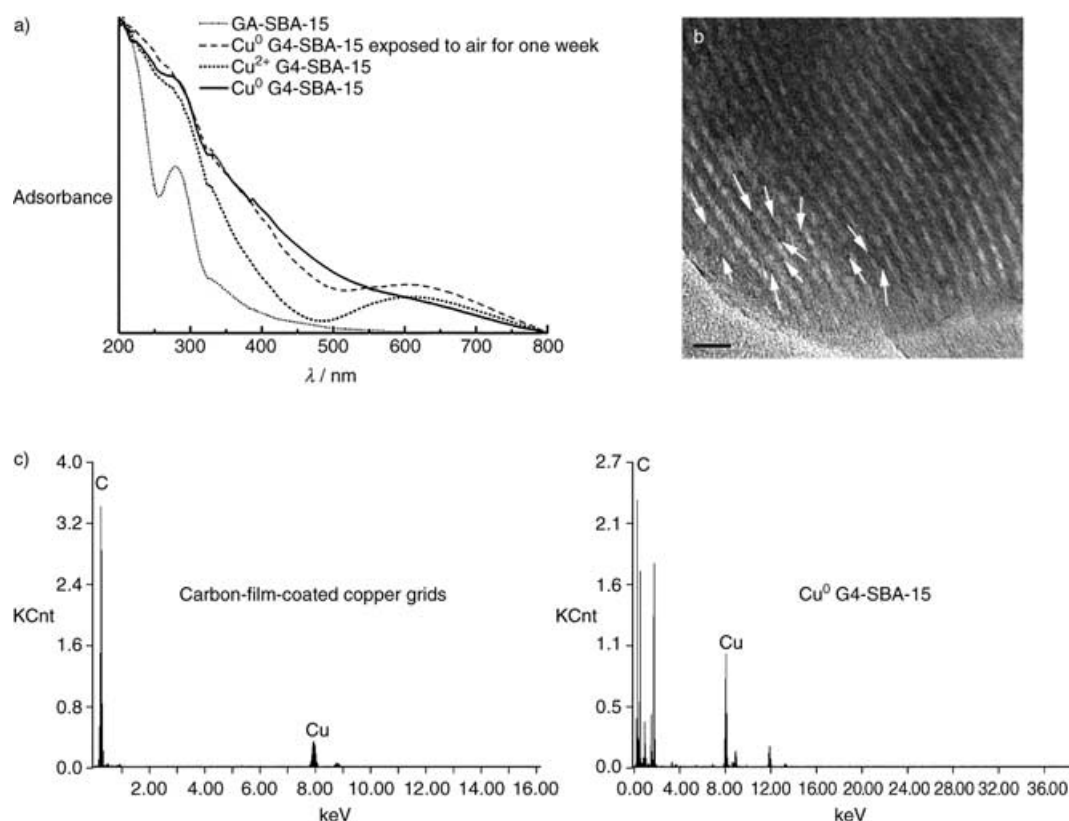 a)
GA-SBA-15
Cu⁰ G4-SBA-15 exposed to air for one week
Cu²⁺ G4-SBA-15
Cu⁰ G4-SBA-15
Adsorbance
200 300 400 500 600 700 800
λ / nm
b
c)
4.0
3.2
2.4
KCnt
1.6
0.8
0.0
C
Carbon-film-coated copper grids
Cu
2.00 4.00 6.00 8.00 10.00 12.00 14.00 16.00
keV
2.7
2.1
1.6
KCnt
1.1
0.5
0.0
C
Cu⁰ G4-SBA-15
Cu
0.00 4.00 8.00 12.00 16.00 20.00 24.00 28.00 32.00 36.00
keV